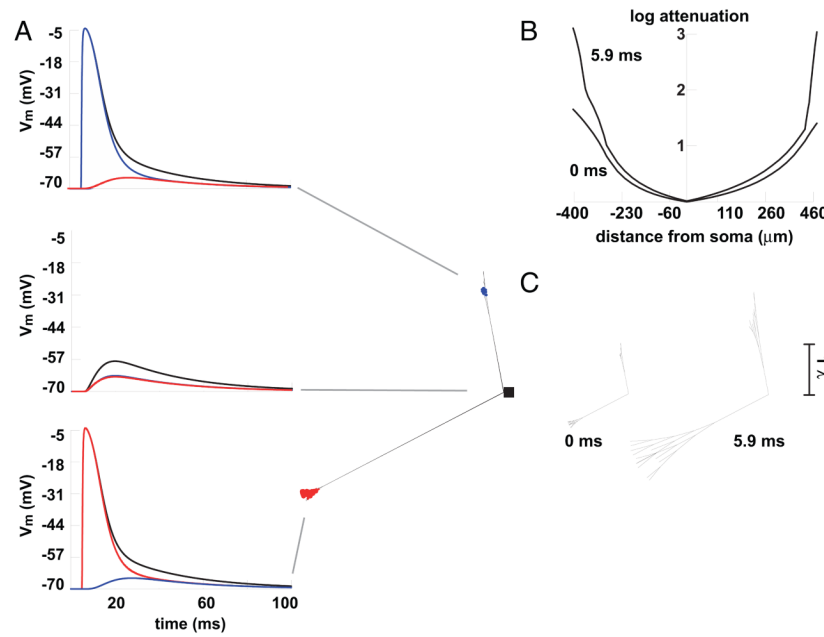 A
-5
-18
-31
-44
-57
-70
Vm (mV)
-5
-18
-31
-44
-57
-70
Vm (mV)
-5
-18
-31
-44
-57
-70
Vm (mV)
20 60 100
time (ms)
B
log attenuation
3
2
1
5.9 ms
0 ms
-400 -230 -60 110 260 460
distance from soma (μm)
C
0 ms
5.9 ms
1 λ